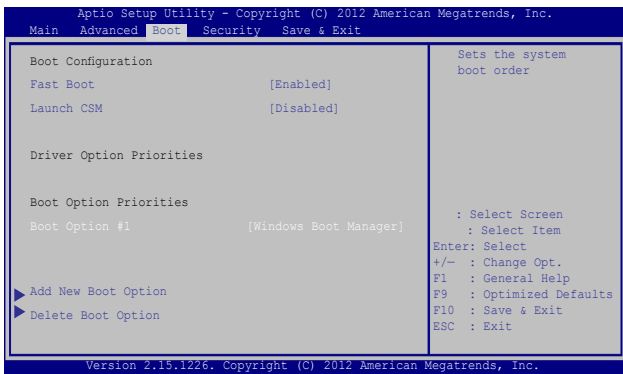 Aptio Setup Utility - Copyright (C) 2012 American Megatrends, Inc.
Main Advanced Boot Security Save & Exit
Boot Configuration
Fast Boot [Enabled]
Launch CSM [Disabled]
Driver Option Priorities
Boot Option Priorities
Boot Option #1 [Windows Boot Manager]
Add New Boot Option
Delete Boot Option
Sets the system
boot order
: Select Screen
: Select Item
Enter: Select
+/— : Change Opt.
F1 : General Help
F9 : Optimized Defaults
F10 : Save & Exit
ESC : Exit
Version 2.15.1226. Copyright (C) 2012 American Megatrends, Inc.